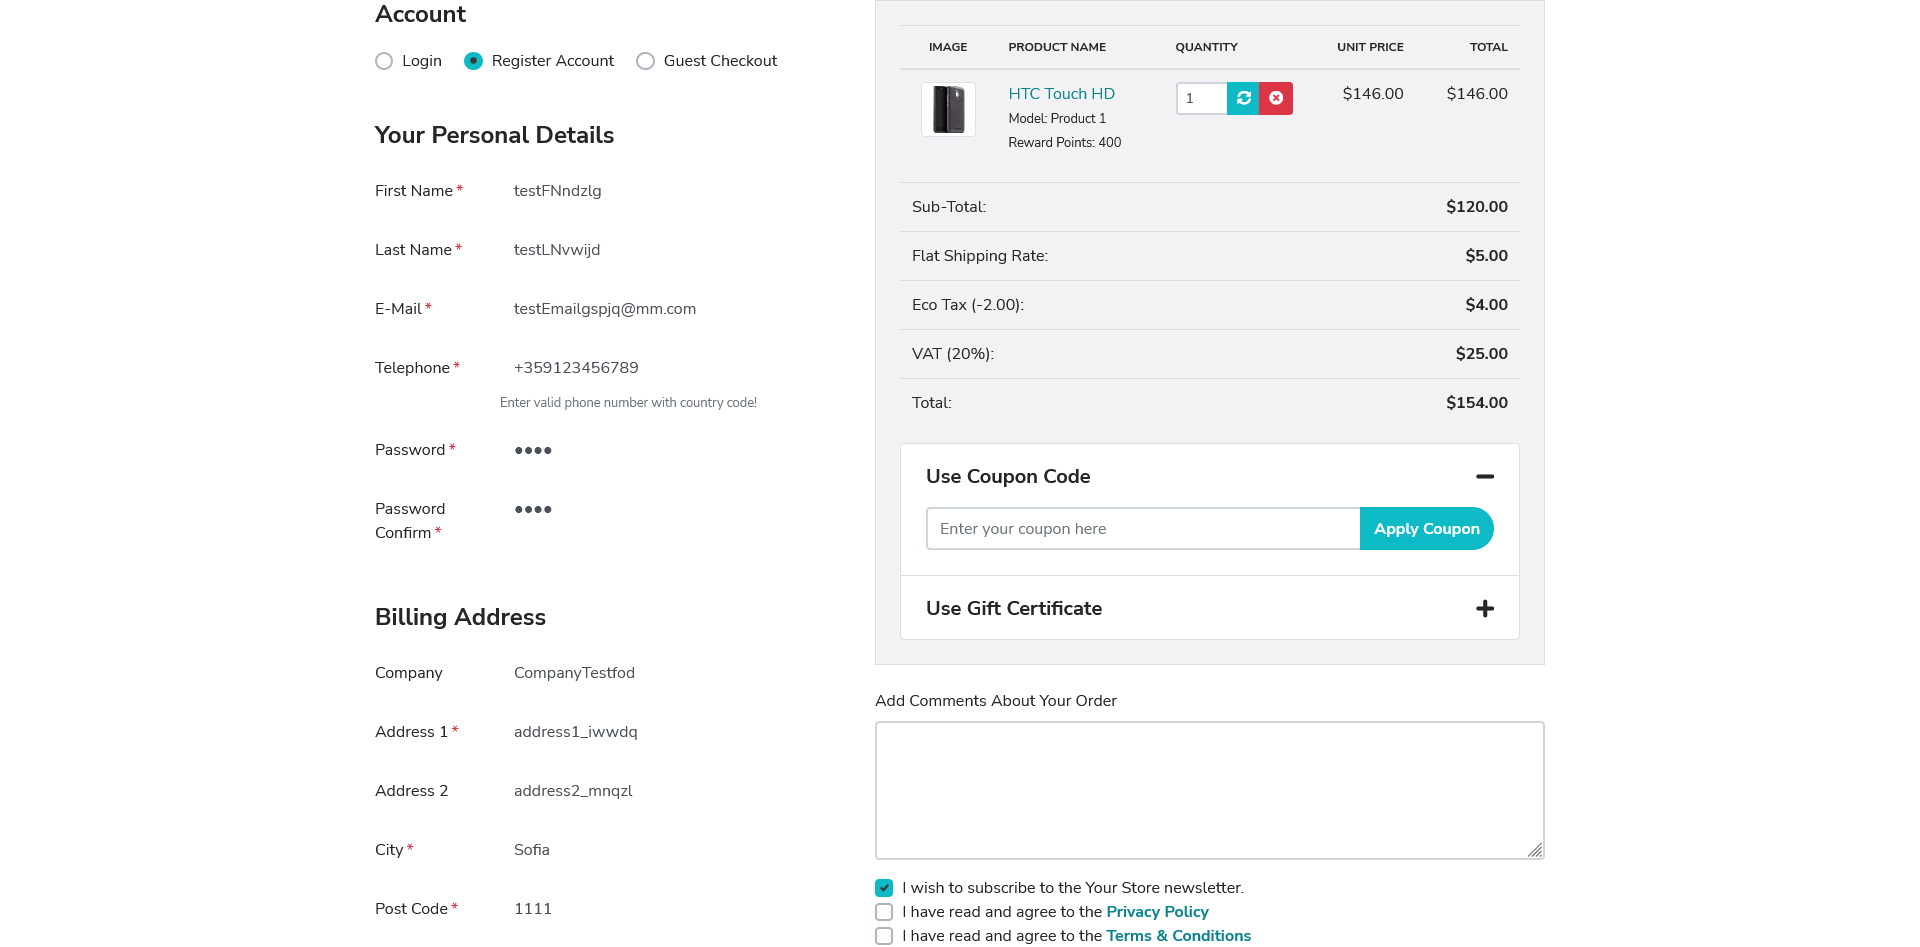 Account
Login Register Account Guest Checkout
Your Personal Details
First Name * testFNndzlg
Last Name * testLNvwijd
E-Mail * testEmailgspjq@mm.com
Telephone * +359123456789
Enter valid phone number with country code!
Password * ●●●●
Password
Confirm * ●●●●
Billing Address
Company CompanyTestfod
Address 1 * address1_iwwdq
Address 2 address2_mnqzl
City * Sofia
Post Code * 1111
IMAGE PRODUCT NAME QUANTITY UNIT PRICE TOTAL
HTC Touch HD 1 $146.00 $146.00
Model: Product 1
Reward Points: 400
Sub-Total: $120.00
Flat Shipping Rate: $5.00
Eco Tax (-2.00): $4.00
VAT (20%): $25.00
Total: $154.00
Use Coupon Code
Enter your coupon here Apply Coupon
Use Gift Certificate
Add Comments About Your Order
I wish to subscribe to the Your Store newsletter.
I have read and agree to the Privacy Policy
I have read and agree to the Terms & Conditions